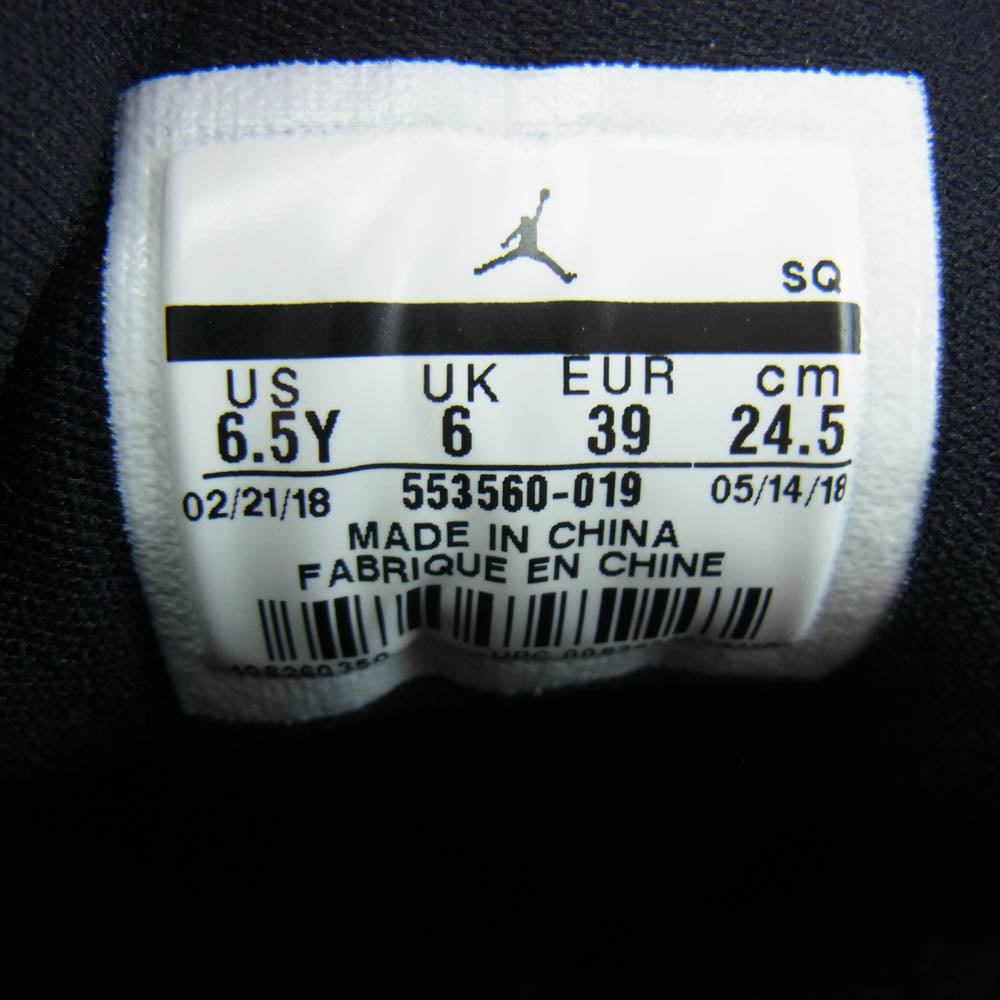 SQ
US UK EUR cm
6.5Y 6 39 24.5
02/21/18 553560-019 05/14/18
MADE IN CHINA
FABRIQUE EN CHINE